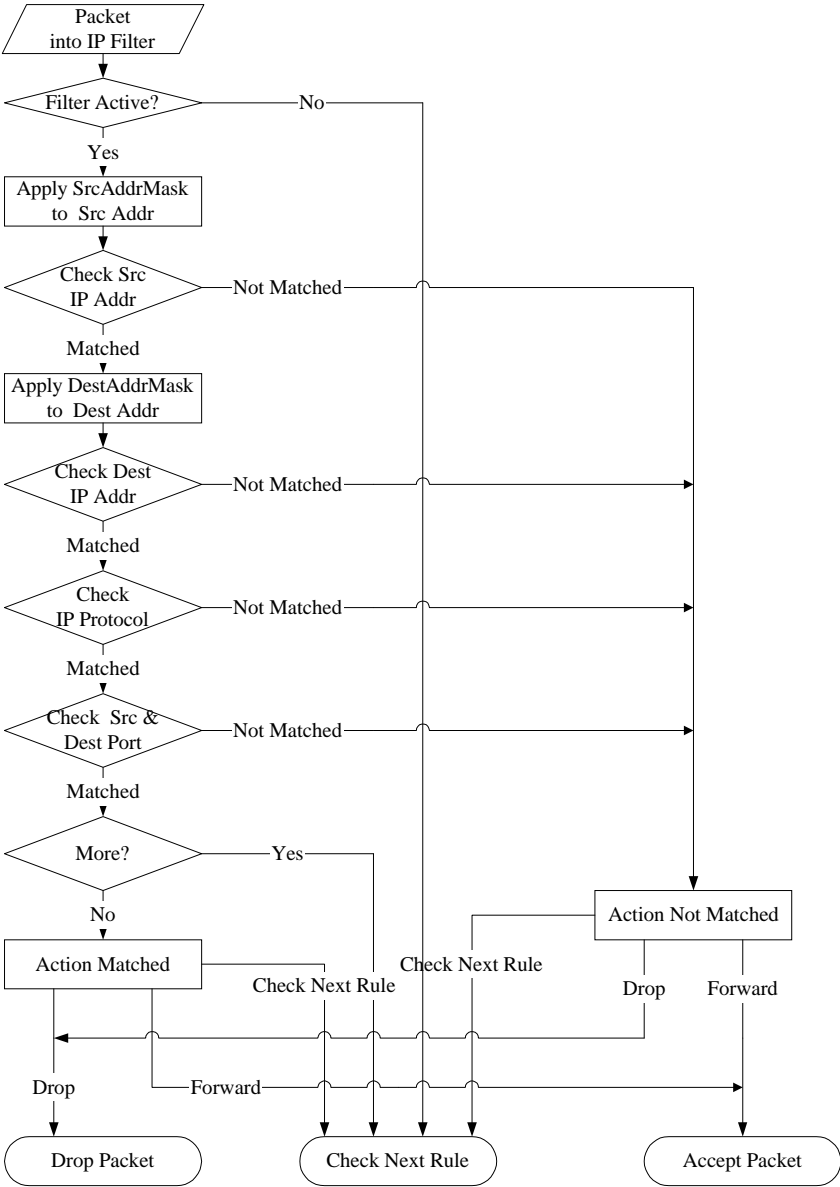 Packet
into IP Filter
Filter Active?
No
Yes
Apply SrcAddrMask
to Src Addr
Check Src
IP Addr
Not Matched
Matched
Apply DestAddrMask
to Dest Addr
Check Dest
IP Addr
Not Matched
Matched
Check
IP Protocol
Not Matched
Matched
Check Src &
Dest Port
Not Matched
Matched
More?
Yes
No
Action Not Matched
Action Matched
Check Next Rule
Check Next Rule
Drop
Forward
Drop
Forward
Drop Packet
Check Next Rule
Accept Packet